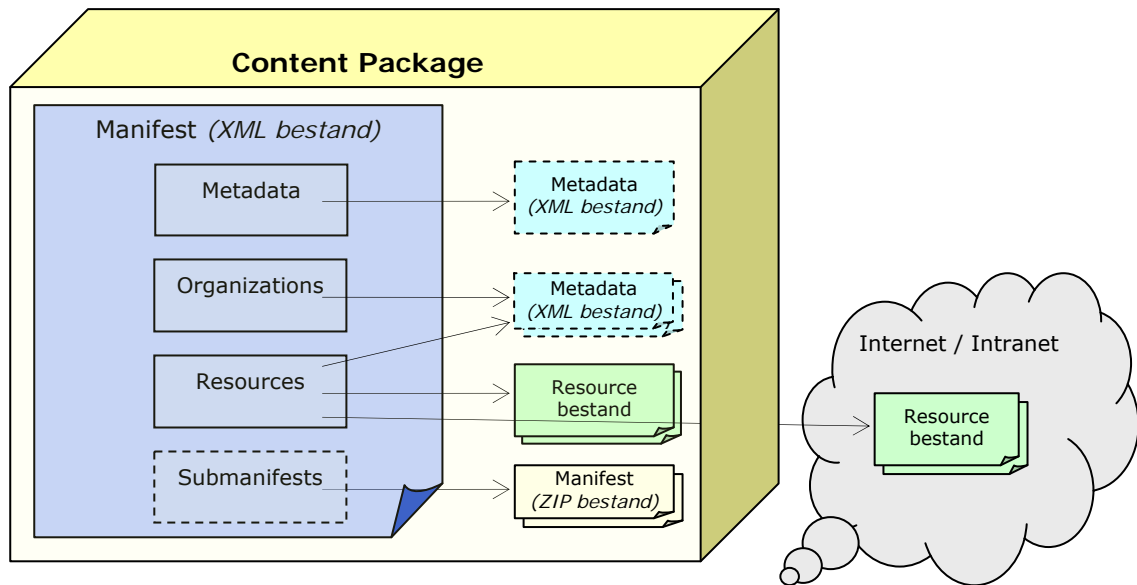 Content Package
Manifest (XML bestand)
Metadata
Metadata
(XML bestand)
Organizations
Metadata
(XML bestand)
Internet / Intranet
Resources
Resource
bestand
Resource
bestand
Submanifests
Manifest
(ZIP bestand)